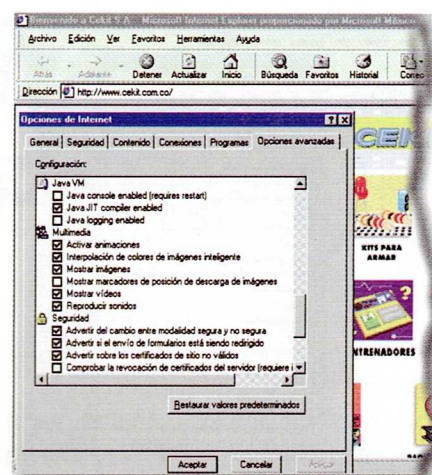 Bienvenido a Cekit S.A. - Microsoft Internet Explorer proporcionado por Microsoft México
Archivo Edición Ver Favoritos Herramientas Ayuda
Atrás Adelante Detener Actualizar Inicio Búsqueda Favoritos Historial Correo
Dirección http://www.cekit.com.co/
Opciones de Internet
General Seguridad Contenido Conexiones Programas Opciones avanzadas
Configuración:
Java VM
Java console enabled (requires restart)
Java JIT compiler enabled
Java logging enabled
Multimedia
Activar animaciones
Interpolación de colores de imágenes inteligente
Mostrar imágenes
Mostrar marcadores de posición de descarga de imágenes
Mostrar vídeos
Reproducir sonidos
Seguridad
Advertir del cambio entre modalidad segura y no segura
Advertir si el envío de formularios está siendo redirigido
Advertir sobre los certificados de sitio no válidos
Comprobar la revocación de certificados del servidor (requiere i
Restaurar valores predeterminados
Aceptar Cancelar Aplicar
CEKI
KITS PARA
ARMAR
ENTRENADORES